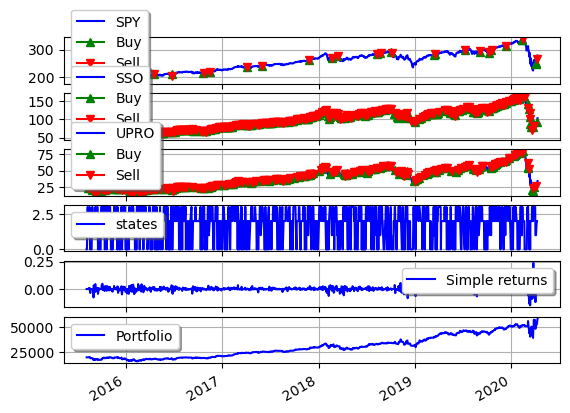 SPY
Buy
Sell
300
200
SSO
Buy
Sell
150
100
50
UPRO
Buy
Sell
75
50
25
states
2.5
0.0
Simple returns
0.25
0.00
Portfolio
50000
25000
2016 2017 2018 2019 2020